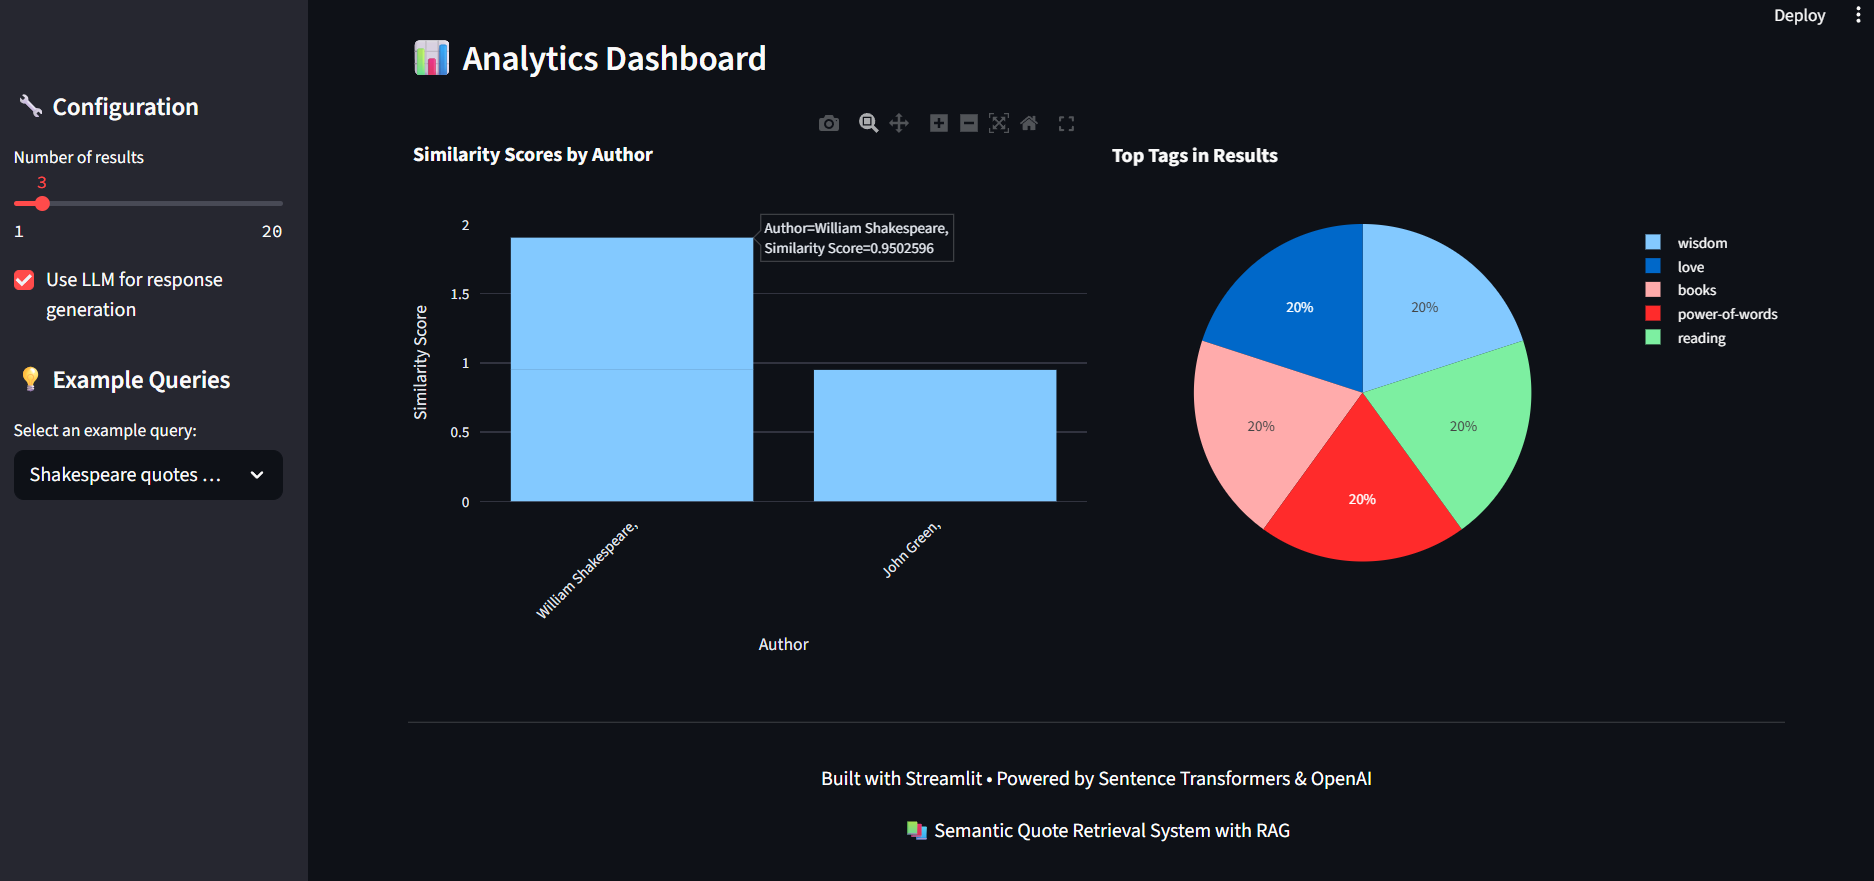 Deploy
Configuration
Number of results
3
1 20
Use LLM for response
generation
Example Queries
Select an example query:
Shakespeare quotes ...
Analytics Dashboard
Similarity Scores by Author
2
1.5
1
0.5
0
Similarity Score
Author=William Shakespeare,
Similarity Score=0.9502596
William Shakespeare,
John Green,
Author
Top Tags in Results
20%
20%
20%
20%
20%
wisdom
love
books
power-of-words
reading
Built with Streamlit • Powered by Sentence Transformers & OpenAI
Semantic Quote Retrieval System with RAG